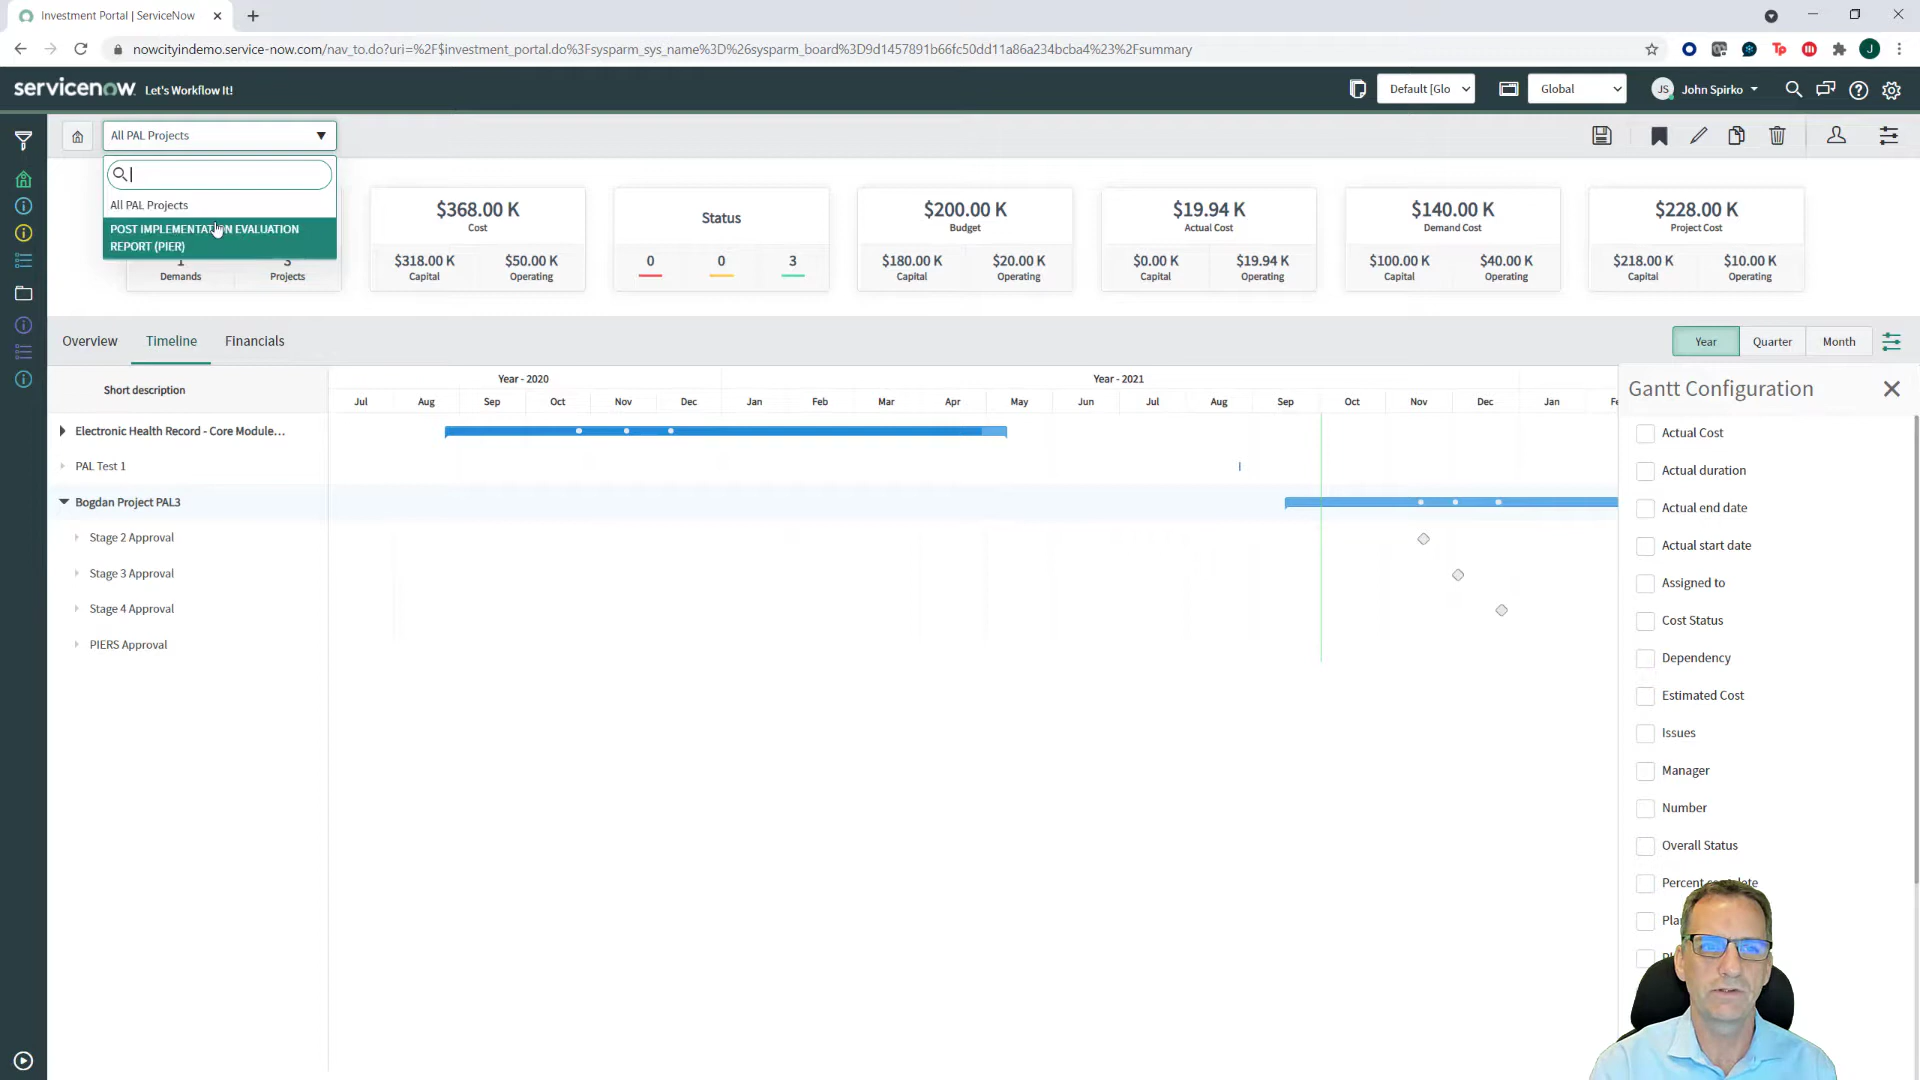 Investment Portal | ServiceNow
nowcityindemo.service-now.com/nav_to.do?uri=%2F$investment_portal.do%3Fsysparm_sys_name%3D%26sysparm_board%3D9d1457891b66fc50dd11a86a234bcba4%23%2Fsummary
Tp
J
servicenow Let's Workflow It!
Default [Glo
Global
JS John Spirko
All PAL Projects
All PAL Projects
POST IMPLEMENTATION EVALUATION
REPORT (PIER)
1 3
Demands Projects
$368.00 K
Cost
$318.00 K $50.00 K
Capital Operating
Status
0 0 3
$200.00 K
Budget
$180.00 K $20.00 K
Capital Operating
$19.94 K
Actual Cost
$0.00 K $19.94 K
Capital Operating
$140.00 K
Demand Cost
$100.00 K $40.00 K
Capital Operating
$228.00 K
Project Cost
$218.00 K $10.00 K
Capital Operating
Overview Timeline Financials
Year Quarter Month
Short description
Year - 2020 Year - 2021
Jul Aug Sep Oct Nov Dec Jan Feb Mar Apr May Jun Jul Aug Sep Oct Nov Dec Jan Fe
Electronic Health Record - Core Module...
PAL Test 1
Bogdan Project PAL3
Stage 2 Approval
Stage 3 Approval
Stage 4 Approval
PIERS Approval
Gantt Configuration
Actual Cost
Actual duration
Actual end date
Actual start date
Assigned to
Cost Status
Dependency
Estimated Cost
Issues
Manager
Number
Overall Status
Percent complete